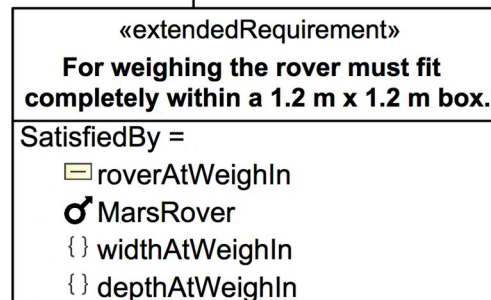 «extendedRequirement»
For weighing the rover must fit
completely within a 1.2 m x 1.2 m box.
SatisfiedBy =
roverAtWeighIn
MarsRover
{} widthAtWeighIn
{} depthAtWeighIn